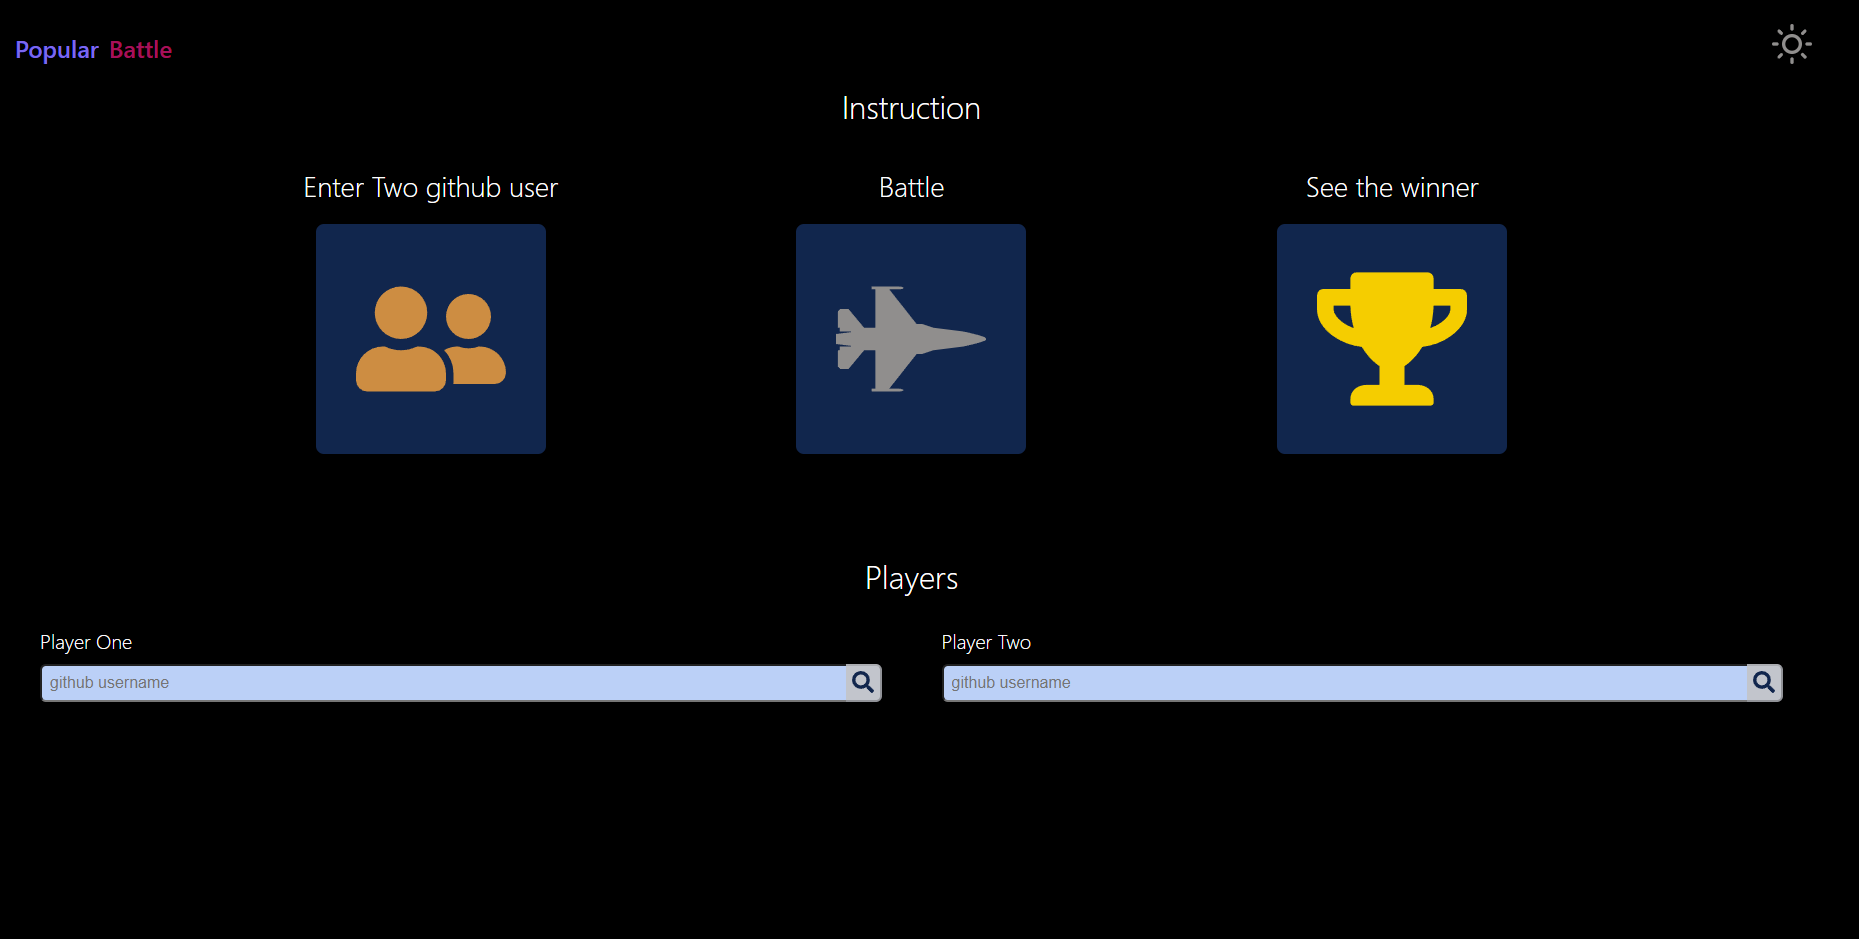 Popular Battle
Instruction
Enter Two github user
Battle
See the winner
Players
Player One
github username
Player Two
github username